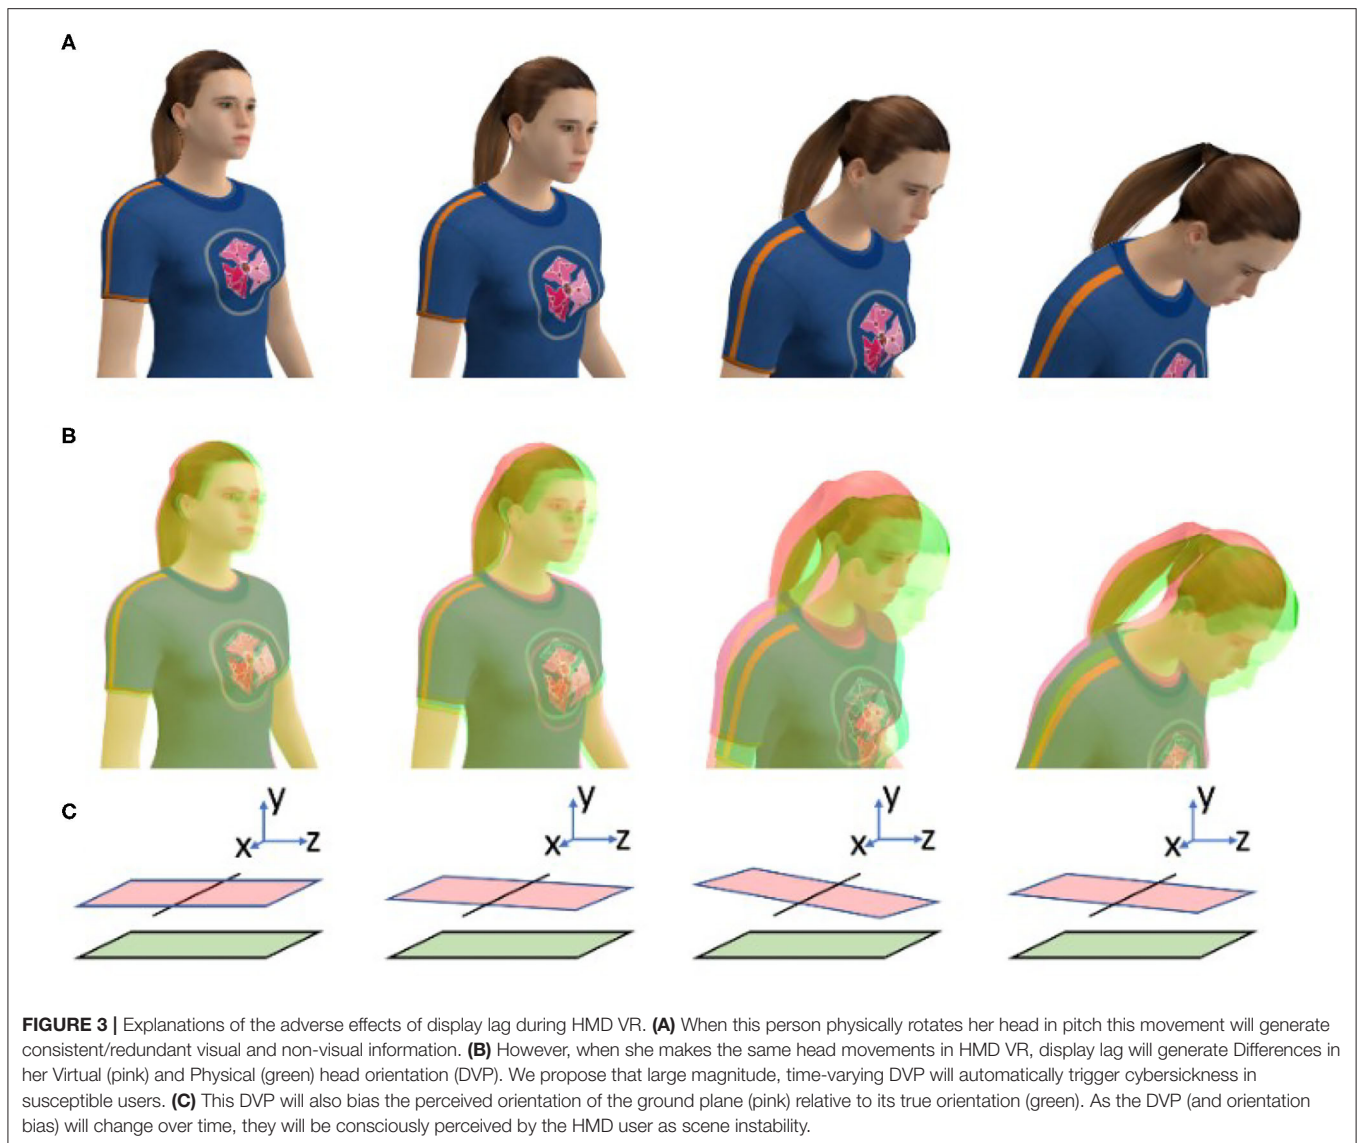 A
B
C
y
x
z
y
x
z
y
x
z
y
x
z
FIGURE 3 | Explanations of the adverse effects of display lag during HMD VR. (A) When this person physically rotates her head in pitch this movement will generate
consistent/redundant visual and non-visual information. (B) However, when she makes the same head movements in HMD VR, display lag will generate Differences in
her Virtual (pink) and Physical (green) head orientation (DVP). We propose that large magnitude, time-varying DVP will automatically trigger cybersickness in
susceptible users. (C) This DVP will also bias the perceived orientation of the ground plane (pink) relative to its true orientation (green). As the DVP (and orientation
bias) will change over time, they will be consciously perceived by the HMD user as scene instability.